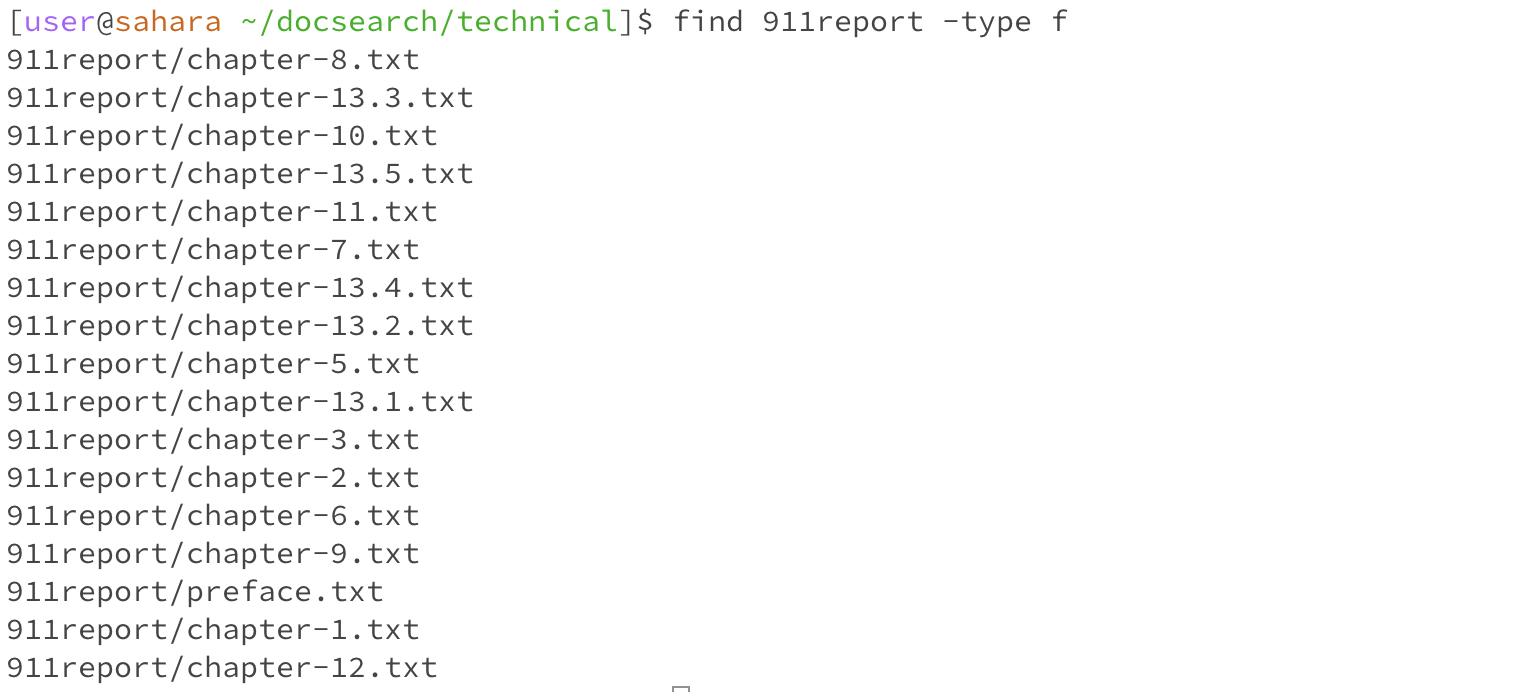 [user@sahara ~/docsearch/technical]$ find 911report -type f
911report/chapter-8.txt
911report/chapter-13.3.txt
911report/chapter-10.txt
911report/chapter-13.5.txt
911report/chapter-11.txt
911report/chapter-7.txt
911report/chapter-13.4.txt
911report/chapter-13.2.txt
911report/chapter-5.txt
911report/chapter-13.1.txt
911report/chapter-3.txt
911report/chapter-2.txt
911report/chapter-6.txt
911report/chapter-9.txt
911report/preface.txt
911report/chapter-1.txt
911report/chapter-12.txt